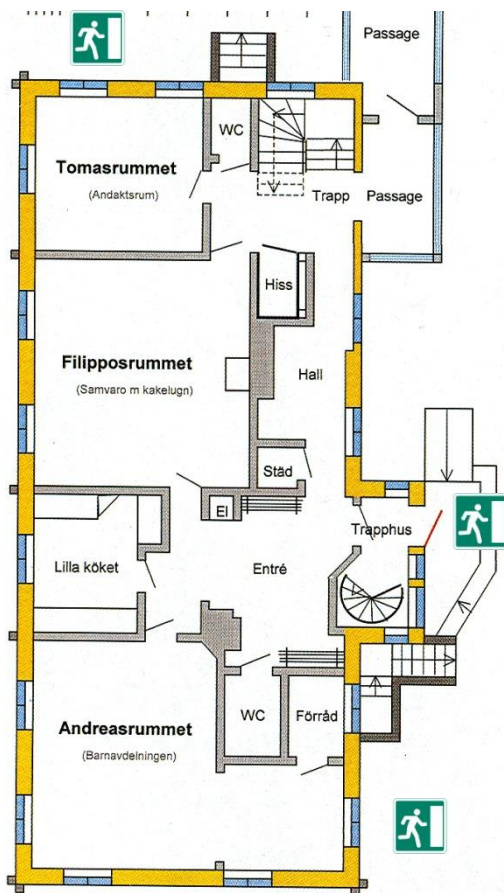 Passage
WC
Tomasrummet
(Andaktsrum)
Trapp
Passage
Hiss
Filipposrummet
(Samvaro m kakelugn)
Hall
Städ
El
Trapphus
Lilla köket
Entré
Andreasrummet
(Barnavdelningen)
WC
Förråd